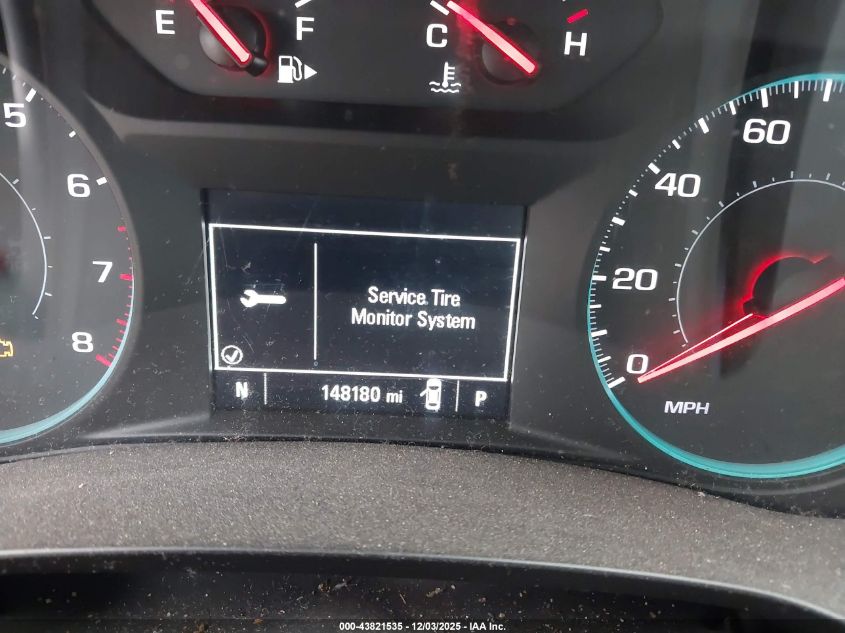 E F
C H
5
6
7
8
Service Tire
Monitor System
N 148180 mi P
60
40
20
0
MPH
000-43821535 - 12/03/2025 - IAA Inc.